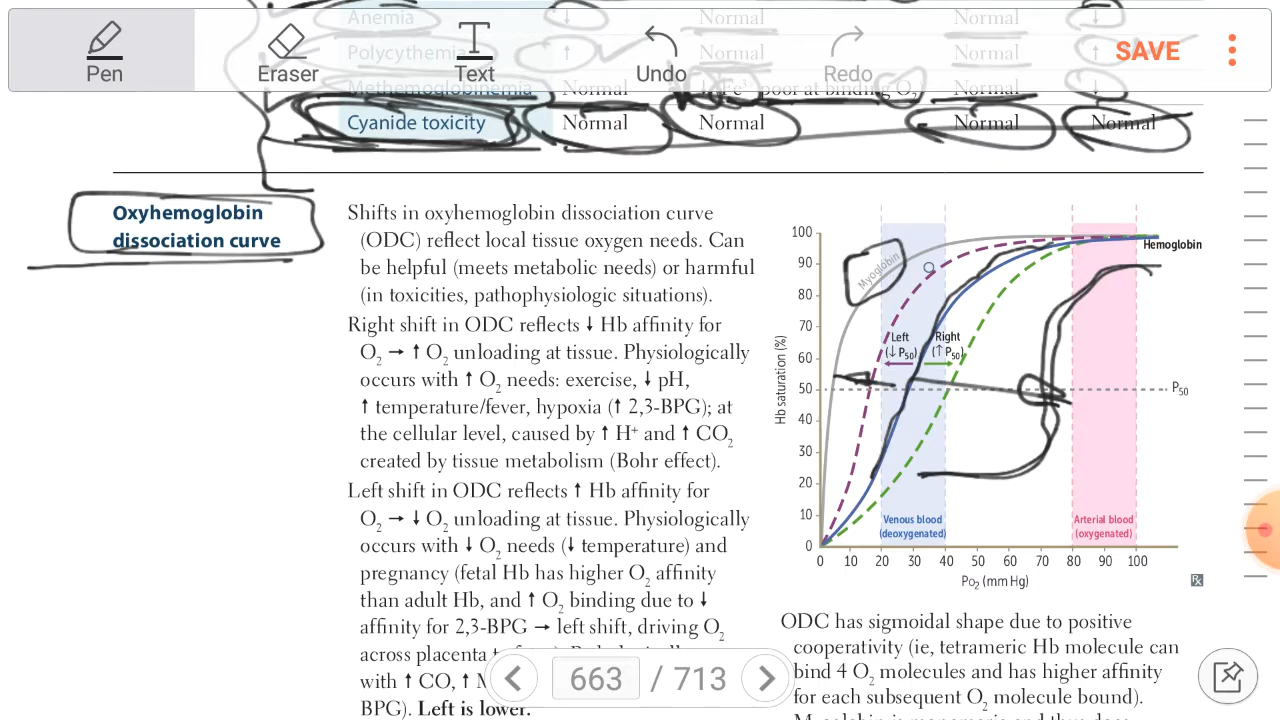 Pen
Eraser
Text
Undo
Redo
SAVE
Anemia ↓ Normal Normal ↓
Polycythemia ↑ Normal Normal ↑
Methemoglobinemia Normal Fe³⁺ poor at binding O₂ Normal ↓
Cyanide toxicity Normal Normal Normal Normal
Oxyhemoglobin
dissociation curve
Shifts in oxyhemoglobin dissociation curve
(ODC) reflect local tissue oxygen needs. Can
be helpful (meets metabolic needs) or harmful
(in toxicities, pathophysiologic situations).
Right shift in ODC reflects ↓ Hb affinity for
O₂ → ↑ O₂ unloading at tissue. Physiologically
occurs with ↑ O₂ needs: exercise, ↓ pH,
↑ temperature/fever, hypoxia (↑ 2,3-BPG); at
the cellular level, caused by ↑ H⁺ and ↑ CO₂
created by tissue metabolism (Bohr effect).
Left shift in ODC reflects ↑ Hb affinity for
O₂ → ↓ O₂ unloading at tissue. Physiologically
occurs with ↓ O₂ needs (↓ temperature) and
pregnancy (fetal Hb has higher O₂ affinity
than adult Hb, and ↑ O₂ binding due to ↓
affinity for 2,3-BPG → left shift, driving O₂
across placenta
with ↑ CO, ↑
BPG). Left is lower.
Hb saturation (%)
100
90
80
70
60
50
40
30
20
10
0
Myoglobin
Hemoglobin
Left
(↓ P₅₀)
Right
(↑ P₅₀)
P₅₀
Venous blood
(deoxygenated)
Arterial blood
(oxygenated)
0 10 20 30 40 50 60 70 80 90 100
PO₂ (mm Hg)
Rx
ODC has sigmoidal shape due to positive
cooperativity (ie, tetrameric Hb molecule can
bind 4 O₂ molecules and has higher affinity
for each subsequent O₂ molecule bound).
663 / 713